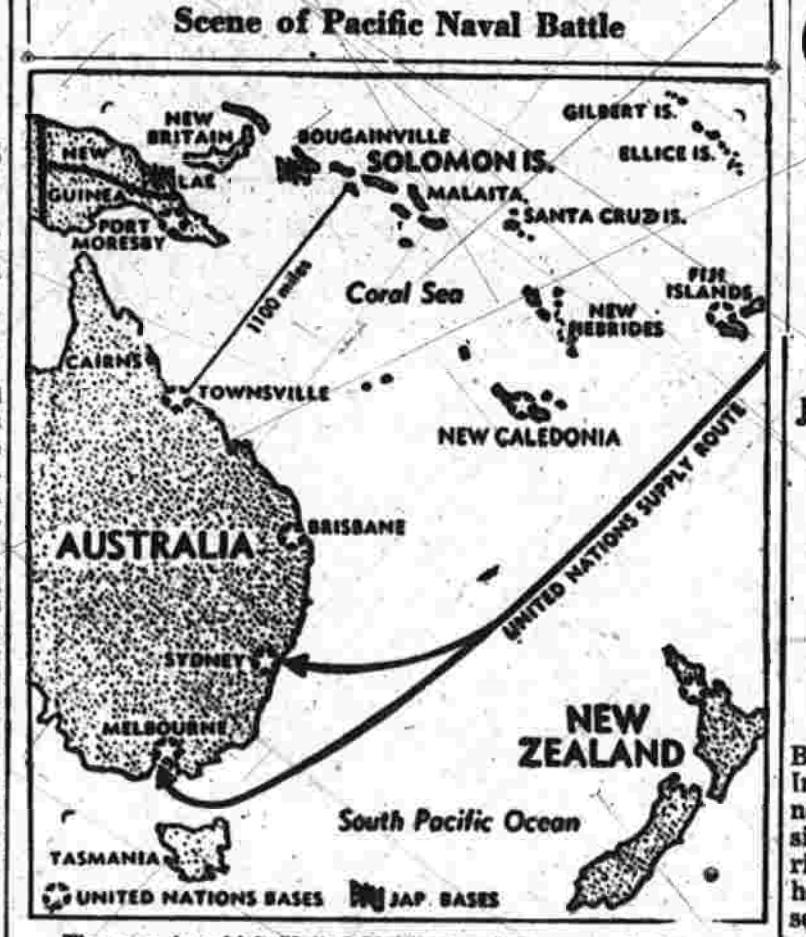 Scene of Pacific Naval Battle
NEW
BRITAIN
BOUGAINVILLE
SOLOMON IS.
GILBERT IS.
ELLICE IS.
NEW
GUINEA
LAE
MALAITA
SANTA CRUZ IS.
PORT
MORESBY
1100 miles
Coral Sea
FIJI
ISLANDS
NEW
HEBRIDES
CAIRNS
TOWNSVILLE
NEW CALEDONIA
UNITED NATIONS SUPPLY ROUTE
AUSTRALIA
BRISBANE
SYDNEY
MELBOURNE
NEW
ZEALAND
South Pacific Ocean
TASMANIA
UNITED NATIONS BASES
JAP BASES